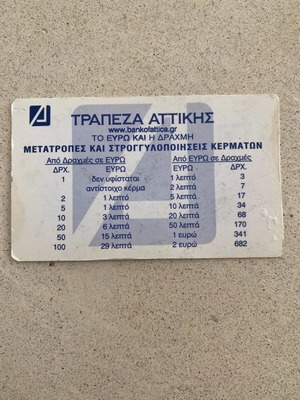 ΤΡΑΠΕΖΑ ΑΤΤΙΚΗΣ
www.bankofattica.gr
ΤΟ ΕΥΡΩ ΚΑΙ Η ΔΡΑΧΜΗ
ΜΕΤΑΤΡΟΠΕΣ ΚΑΙ ΣΤΡΟΓΓΥΛΟΠΟΙΗΣΕΙΣ ΚΕΡΜΑΤΩΝ
Από Δραχμές σε ΕΥΡΩ Από ΕΥΡΩ σε Δραχμές
ΔΡΧ. ΕΥΡΩ ΕΥΡΩ ΔΡΧ.
1 δεν υφίσταται 1 λεπτό 3
αντίστοιχο κέρμα 2 λεπτά 7
2 1 λεπτό 5 λεπτά 17
5 1 λεπτό 10 λεπτά 34
10 3 λεπτά 20 λεπτά 68
20 6 λεπτά 50 λεπτά 170
50 15 λεπτά 1 ευρώ 341
100 29 λεπτά 2 ευρώ 682